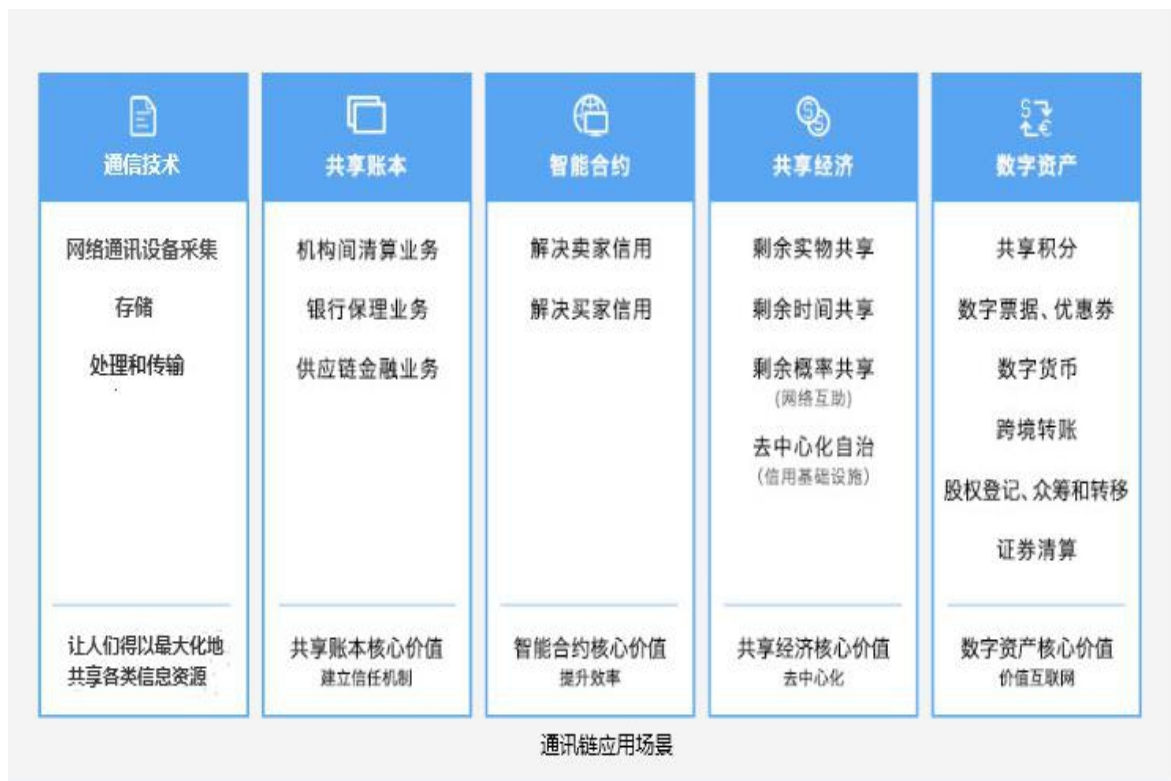 通信技术
网络通讯设备采集
存储
处理和传输
让人们得以最大化地
共享各类信息资源
共享账本
机构间清算业务
银行保理业务
供应链金融业务
共享账本核心价值
建立信任机制
智能合约
解决卖家信用
解决买家信用
智能合约核心价值
提升效率
共享经济
剩余实物共享
剩余时间共享
剩余概率共享
(网络互助)
去中心化自治
(信用基础设施)
共享经济核心价值
去中心化
数字资产
共享积分
数字票据、优惠券
数字货币
跨境转账
股权登记、众筹和转移
证券清算
数字资产核心价值
价值互联网
通讯链应用场景